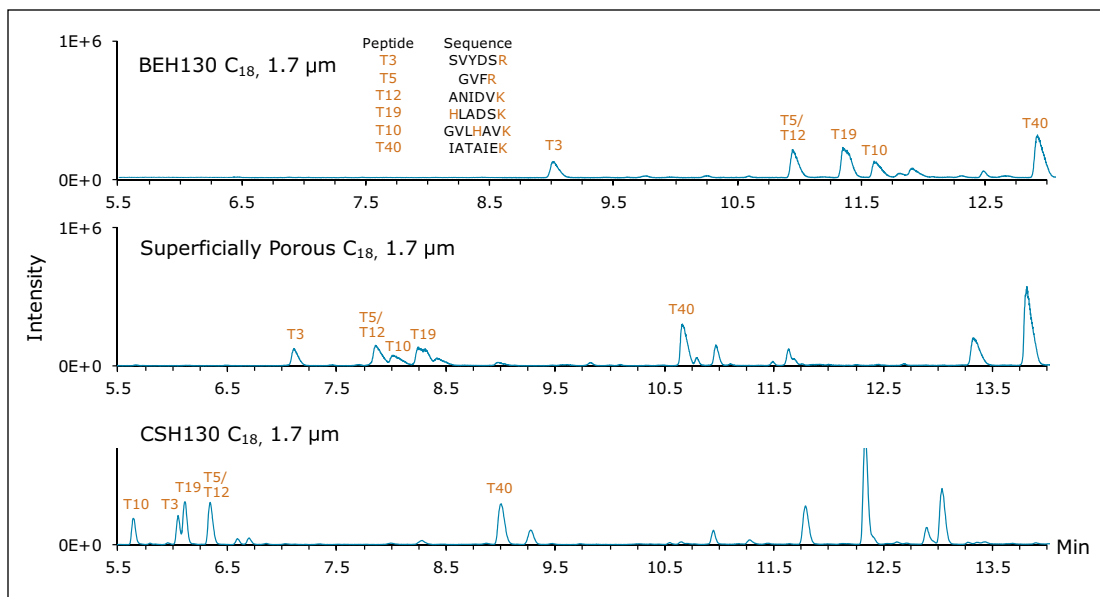 1E+6
BEH130 C18, 1.7 µm
Peptide Sequence
T3 SVYDSR
T5 GVFR
T12 ANIDVK
T19 HLADSK
T10 GVLHAVK
T40 IATAIEK
T3
T5/
T12
T19
T10
T40
0E+0
5.5 6.5 7.5 8.5 9.5 10.5 11.5 12.5
1E+6
Superficially Porous C18, 1.7 µm
Intensity
T3
T5/
T12
T10
T19
T40
0E+0
5.5 6.5 7.5 8.5 9.5 10.5 11.5 12.5 13.5
CSH130 C18, 1.7 µm
T10
T3
T19
T5/
T12
T40
0E+0
Min
5.5 6.5 7.5 8.5 9.5 10.5 11.5 12.5 13.5